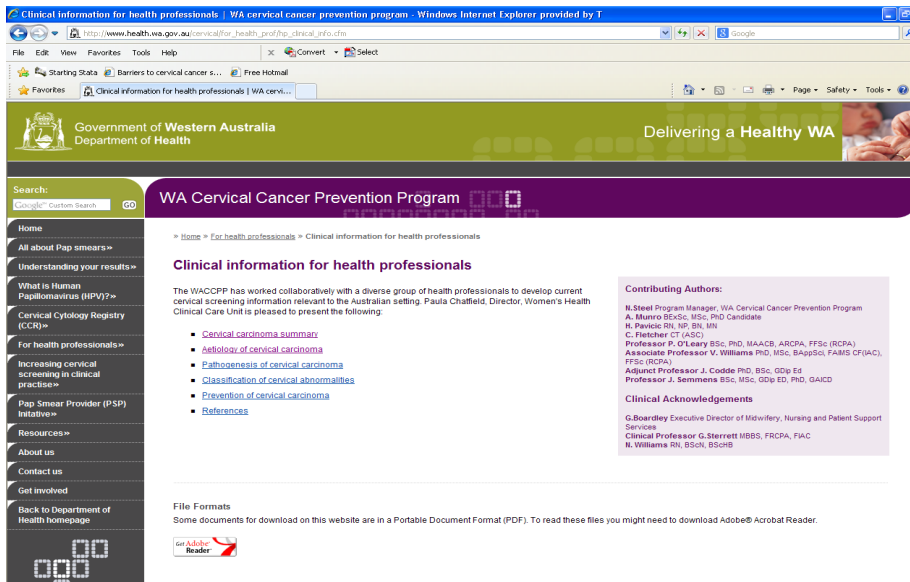 Clinical information for health professionals | WA cervical cancer prevention program - Windows Internet Explorer provided by T
http://www.health.wa.gov.au/cervical/for_health_prof/hp_clinical_info.cfm
Google
File Edit View Favorites Tools Help
x Convert Select
Starting Stata Barriers to cervical cancer s... Free Hotmail
Favorites Clinical information for health professionals | WA cervi...
Page Safety Tools
Government of Western Australia
Department of Health
Delivering a Healthy WA
Search:
Google™ Custom Search GO
WA Cervical Cancer Prevention Program
Home
All about Pap smears»
Understanding your results»
What is Human
Papillomavirus (HPV)?»
Cervical Cytology Registry
(CCR)»
For health professionals»
Increasing cervical
screening in clinical
practise»
Pap Smear Provider (PSP)
Initative»
Resources»
About us
Contact us
Get involved
Back to Department of
Health homepage
» Home » For health professionals » Clinical information for health professionals
Clinical information for health professionals
The WACCPP has worked collaboratively with a diverse group of health professionals to develop current
cervical screening information relevant to the Australian setting. Paula Chatfield, Director, Women's Health
Clinical Care Unit is pleased to present the following:
Cervical carcinoma summary
Aetiology of cervical carcinoma
Pathogenesis of cervical carcinoma
Classification of cervical abnormalities
Prevention of cervical carcinoma
References
Contributing Authors:
N.Steel Program Manager, WA Cervical Cancer Prevention Program
A. Munro BExSc, MSc, PhD Candidate
H. Pavicic RN, NP, BN, MN
C. Fletcher CT (ASC)
Professor P. O'Leary BSc, PhD, MAACB, ARCPA, FFSc (RCPA)
Associate Professor V. Williams PhD, MSc, BAppSci, FAIMS CF(IAC),
FFSc (RCPA)
Adjunct Professor J. Codde PhD, BSc, GDip Ed
Professor J. Semmens BSc, MSc, GDip ED, PhD, GAICD
Clinical Acknowledgements
G.Boardley Executive Director of Midwifery, Nursing and Patient Support
Services
Clinical Professor G.Sterrett MBBS, FRCPA, FIAC
N. Williams RN, BScN, BScHB
File Formats
Some documents for download on this website are in a Portable Document Format (PDF). To read these files you might need to download Adobe® Acrobat Reader.
Get Adobe®
Reader®